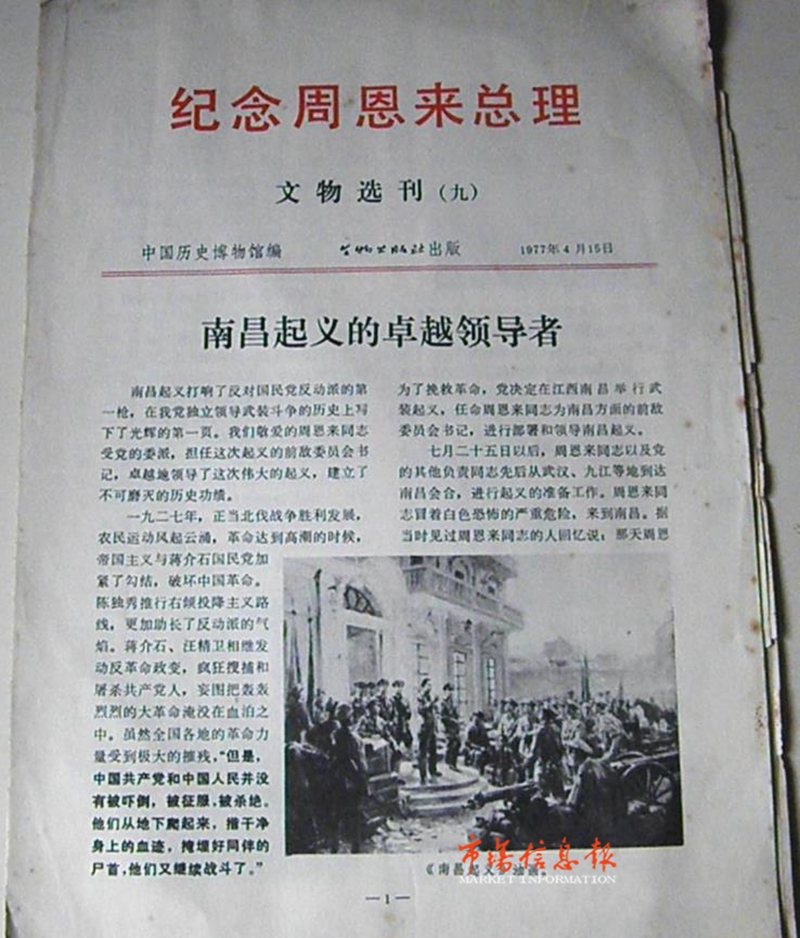 纪念周恩来总理
文物选刊（九）
中国历史博物馆编 文物出版社出版 1977年4月15日
南昌起义的卓越领导者
南昌起义打响了反对国民党反动派的第
一枪，在我党独立领导武装斗争的历史上写
下了光辉的第一页。我们敬爱的周恩来同志
受党的委派，担任这次起义的前敌委员会书
记，卓越地领导了这次伟大的起义，建立了
不可磨灭的历史功绩。
一九二七年，正当北伐战争胜利发展，
农民运动风起云涌，革命达到高潮的时候，
帝国主义与蒋介石国民党加
紧了勾结，破坏中国革命。
陈独秀推行右倾投降主义路
线，更加助长了反动派的气
焰。蒋介石、汪精卫相继发
动反革命政变，疯狂搜捕和
屠杀共产党人，妄图把轰轰
烈烈的大革命淹没在血泊之
中。虽然全国各地的革命力
量受到极大的摧残，“但是，
中国共产党和中国人民并没
有被吓倒，被征服，被杀绝。
他们从地下爬起来，揩干净
身上的血迹，掩埋好同伴的
尸首，他们又继续战斗了。”
为了挽救革命，党决定在江西南昌举行武
装起义，任命周恩来同志为南昌方面的前敌
委员会书记，进行部署和领导南昌起义。
七月二十五日以后，周恩来同志以及党
的其他负责同志先后从武汉、九江等地到达
南昌会合，进行起义的准备工作。周恩来同
志冒着白色恐怖的严重危险，来到南昌。据
当时见过周恩来同志的人回忆说：那天周恩
《南昌起义》油画
市场信息报
MARKET INFORMATION
—1—